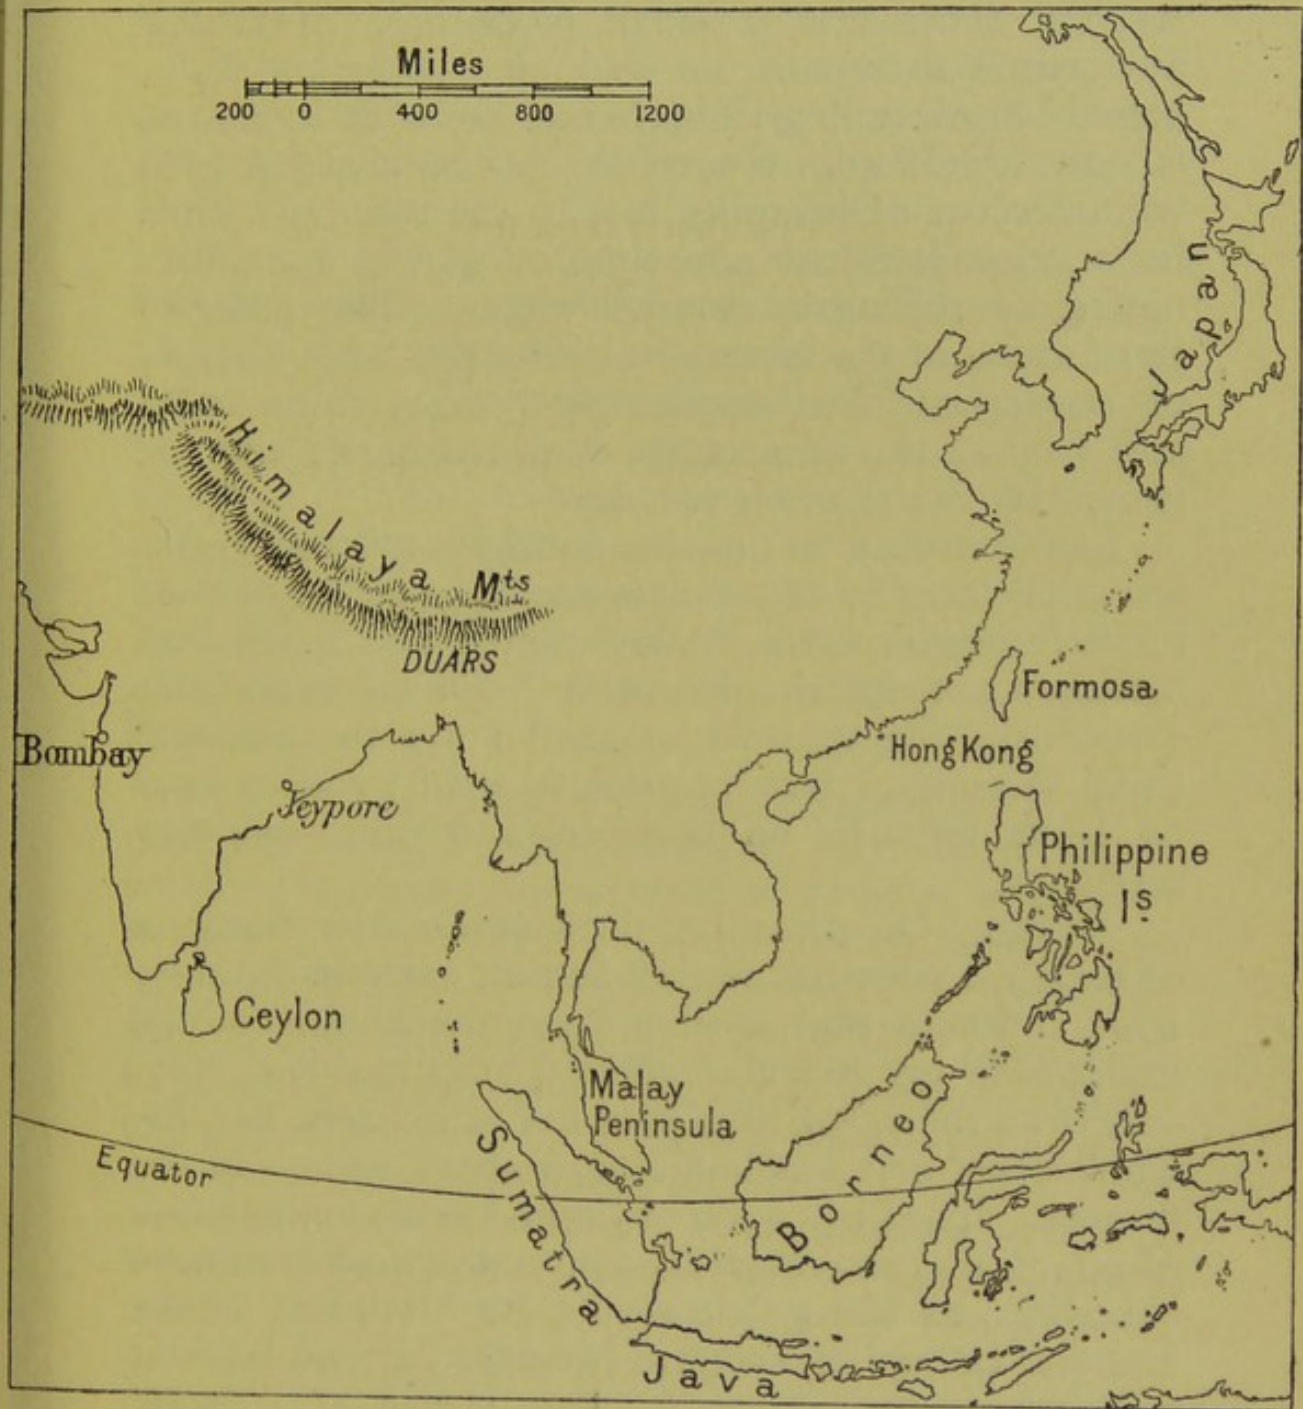 Miles
200 0 400 800 1200
Japan
Himalaya Mts
DUARS
Formosa
Bombay
Hong Kong
Jeypore
Philippine
Is.
Ceylon
Malay
Peninsula
Borneo
Equator
Sumatra
Java